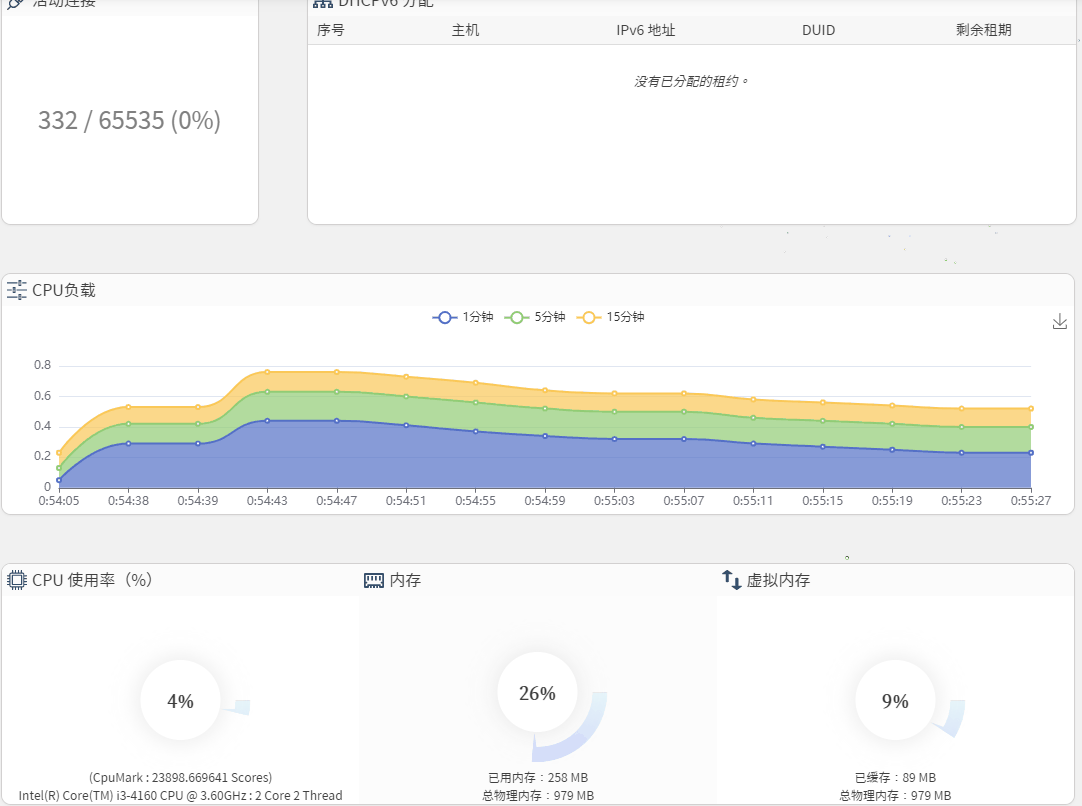 活动连接
DHCPv6 分配
序号 主机 IPv6 地址 DUID 剩余租期
没有已分配的租约。
332 / 65535 (0%)
CPU负载
1分钟 5分钟 15分钟
0.8
0.6
0.4
0.2
0
0:54:05 0:54:38 0:54:39 0:54:43 0:54:47 0:54:51 0:54:55 0:54:59 0:55:03 0:55:07 0:55:11 0:55:15 0:55:19 0:55:23 0:55:27
CPU 使用率（%） 内存 虚拟内存
4% 26% 9%
(CpuMark : 23898.669641 Scores) 已用内存：258 MB 已缓存：89 MB
Intel(R) Core(TM) i3-4160 CPU @ 3.60GHz : 2 Core 2 Thread 总物理内存：979 MB 总物理内存：979 MB